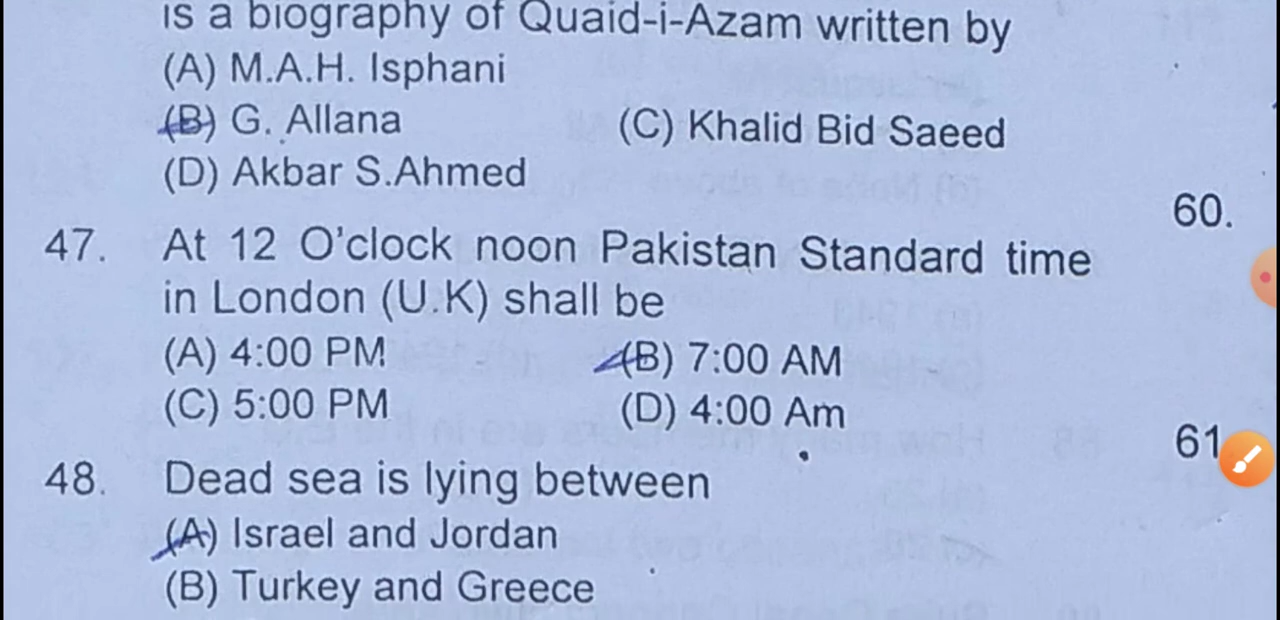 is a biography of Quaid-i-Azam written by
(A) M.A.H. Isphani
(B) G. Allana (C) Khalid Bid Saeed
(D) Akbar S.Ahmed
60.
47. At 12 O'clock noon Pakistan Standard time
in London (U.K) shall be
(A) 4:00 PM (B) 7:00 AM
(C) 5:00 PM (D) 4:00 Am
61
48. Dead sea is lying between
(A) Israel and Jordan
(B) Turkey and Greece